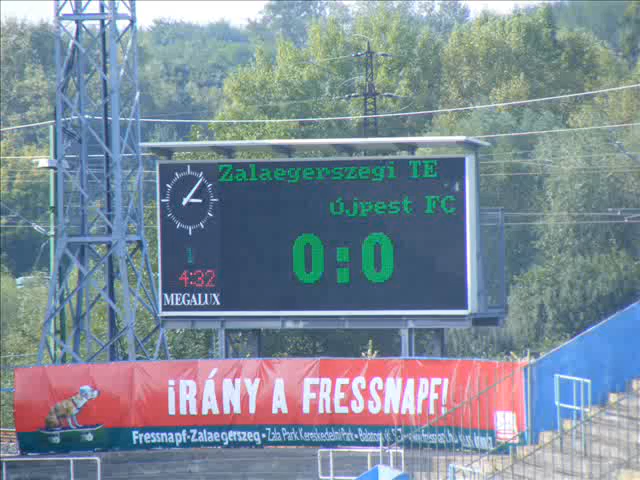 Zalaegerszegi TE
Újpest FC
0:0
1
4:32
MEGALUX
iRÁNY A FRESSNAPF!
Fressnapf-Zalaegerszeg • Zala Park Kereskedelmi Park •